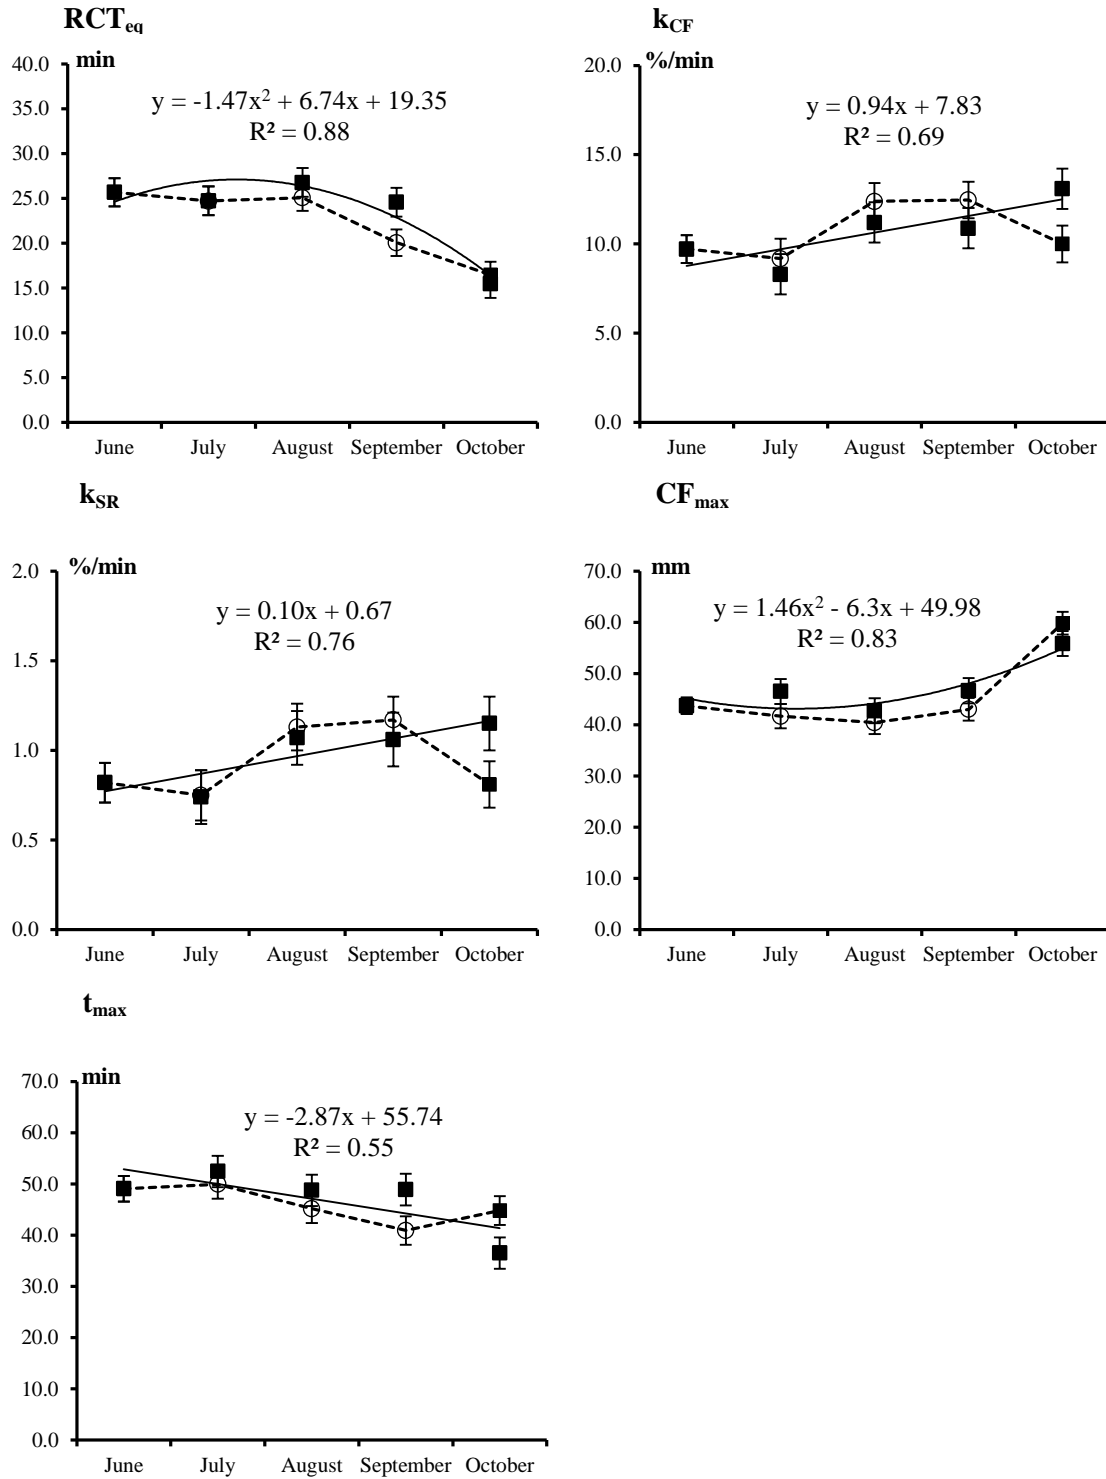 RCTeq
min
40.0
35.0
30.0
25.0
20.0
15.0
10.0
5.0
0.0
y = -1.47x² + 6.74x + 19.35
R² = 0.88
June July August September October
kCF
%/min
20.0
15.0
10.0
5.0
0.0
y = 0.94x + 7.83
R² = 0.69
June July August September October
kSR
%/min
2.0
1.5
1.0
0.5
0.0
y = 0.10x + 0.67
R² = 0.76
June July August September October
CFmax
mm
70.0
60.0
50.0
40.0
30.0
20.0
10.0
0.0
y = 1.46x² - 6.3x + 49.98
R² = 0.83
June July August September October
tmax
min
70.0
60.0
50.0
40.0
30.0
20.0
10.0
0.0
y = -2.87x + 55.74
R² = 0.55
June July August September October